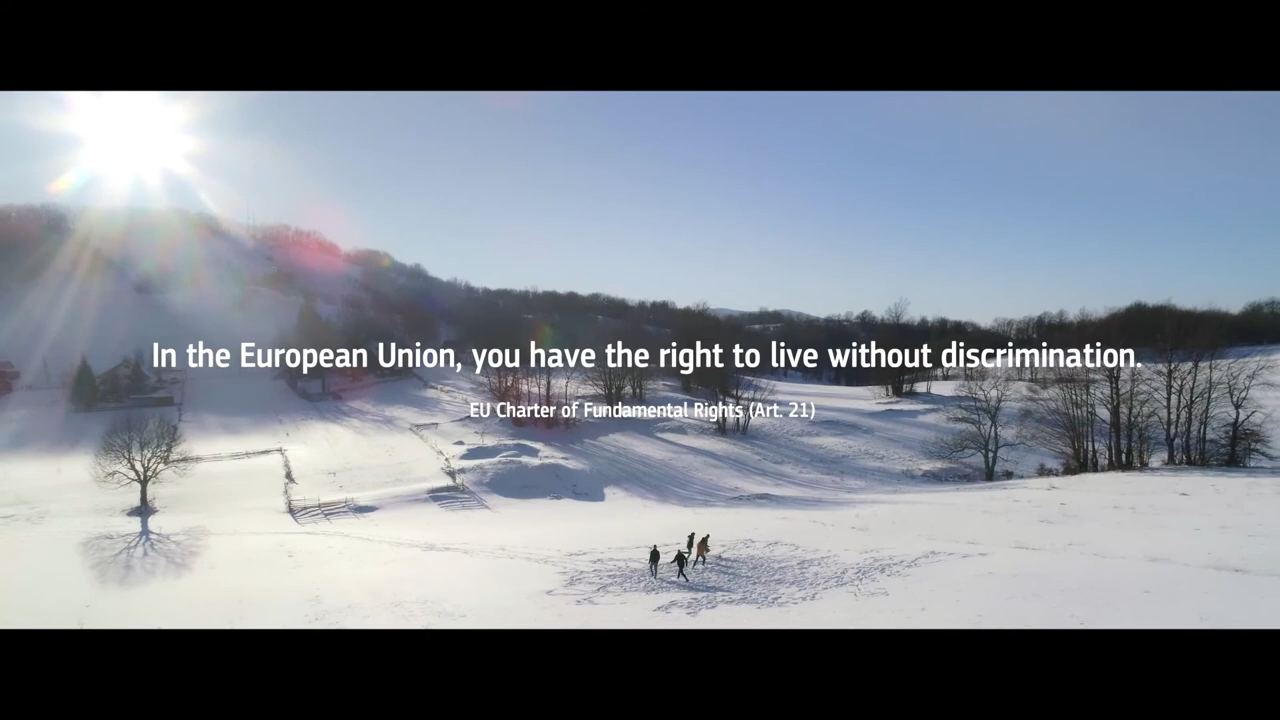 In the European Union, you have the right to live without discrimination.
EU Charter of Fundamental Rights (Art. 21)